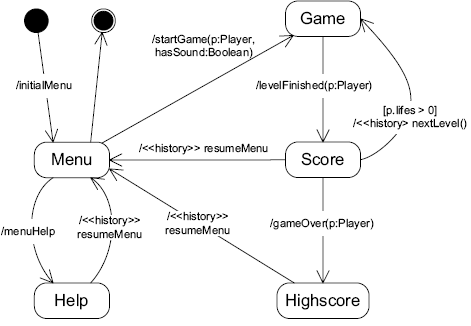 Game
/startGame(p:Player,
hasSound:Boolean)
/initialMenu
/levelFinished(p:Player)
[p.lifes > 0]
/<<history> nextLevel()
Menu
/<<history>> resumeMenu
Score
/menuHelp
/<<history>>
resumeMenu
/<<history>>
resumeMenu
/gameOver(p:Player)
Help
Highscore